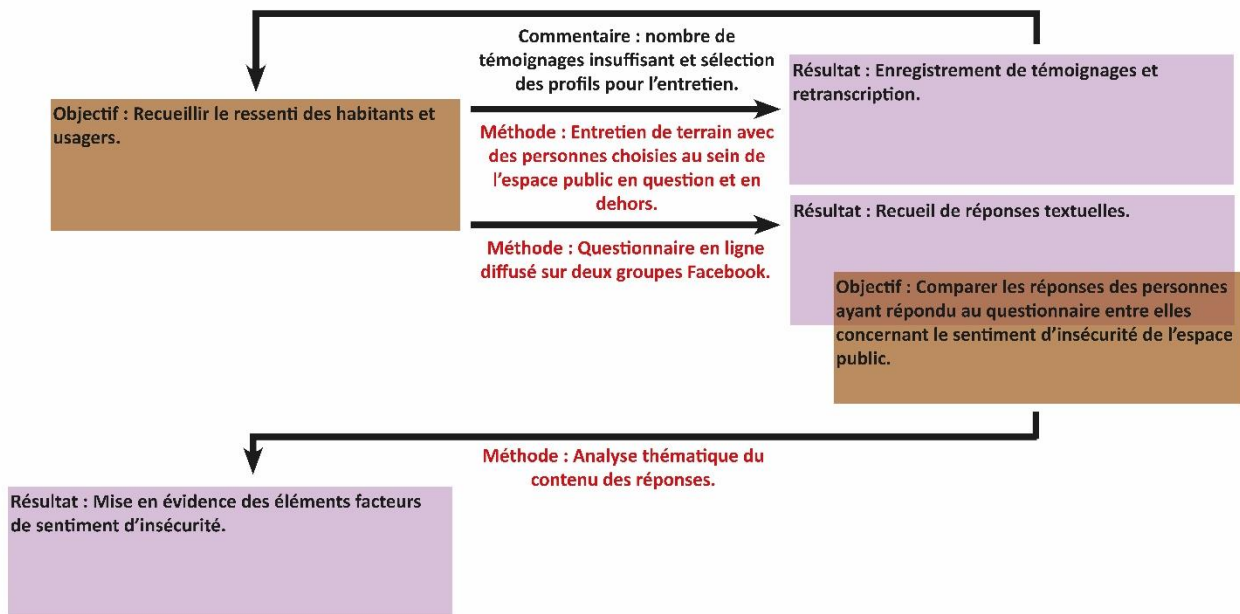 Commentaire : nombre de
témoignages insuffisant et sélection
des profils pour l’entretien.
Résultat : Enregistrement de témoignages et
retranscription.
Objectif : Recueillir le ressenti des habitants et
usagers.
Méthode : Entretien de terrain avec
des personnes choisies au sein de
l’espace public en question et en
dehors.
Résultat : Recueil de réponses textuelles.
Méthode : Questionnaire en ligne
diffusé sur deux groupes Facebook.
Objectif : Comparer les réponses des personnes
ayant répondu au questionnaire entre elles
concernant le sentiment d’insécurité de l’espace
public.
Méthode : Analyse thématique du
contenu des réponses.
Résultat : Mise en évidence des éléments facteurs
de sentiment d’insécurité.